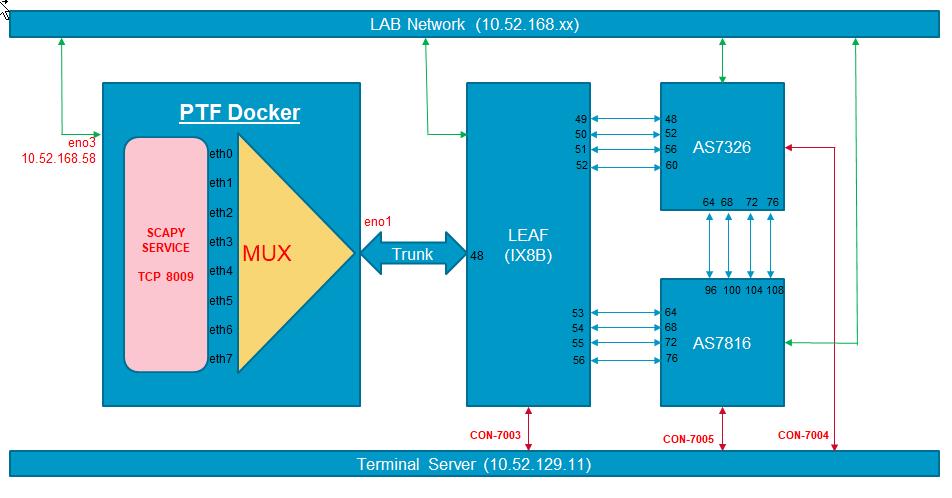 LAB Network (10.52.168.xx)
PTF Docker
eno3
10.52.168.58
SCAPY
SERVICE
TCP 8009
eth0
eth1
eth2
eth3
eth4
eth5
eth6
eth7
MUX
eno1
Trunk
48
LEAF
(IX8B)
49
50
51
52
53
54
55
56
48
52
56
60
AS7326
64 68 72 76
96 100 104 108
64
68
72
76
AS7816
CON-7003
CON-7005
CON-7004
Terminal Server (10.52.129.11)